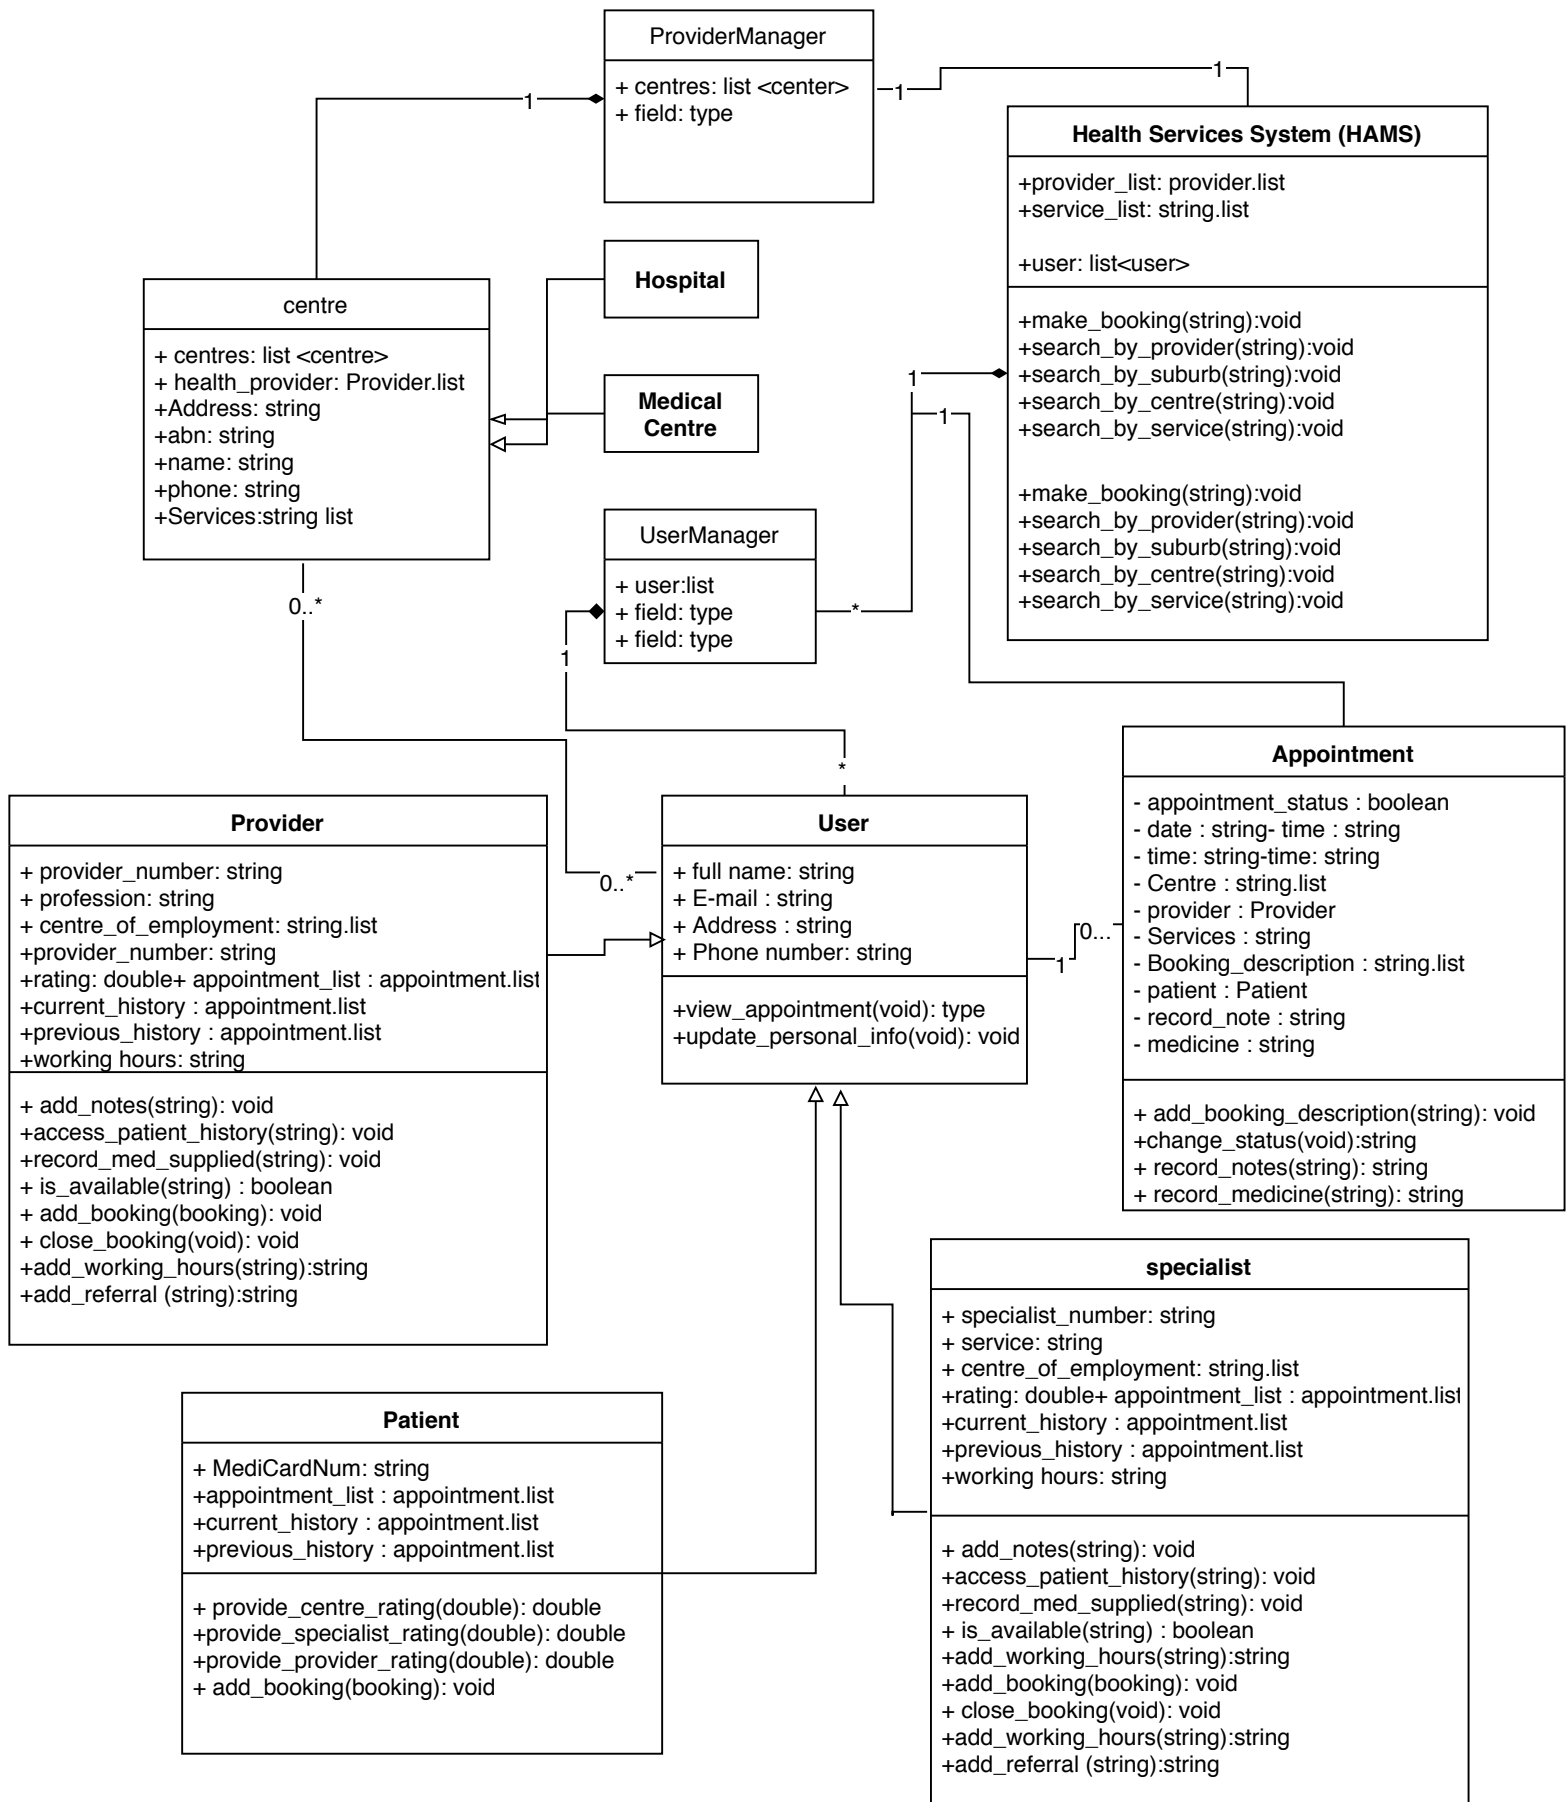 ProviderManager
+ centres: list <center>
+ field: type
1
1
1
Health Services System (HAMS)
+provider_list: provider.list
+service_list: string.list
+user: list<user>
+make_booking(string):void
+search_by_provider(string):void
+search_by_suburb(string):void
+search_by_centre(string):void
+search_by_service(string):void
+make_booking(string):void
+search_by_provider(string):void
+search_by_suburb(string):void
+search_by_centre(string):void
+search_by_service(string):void
Hospital
centre
+ centres: list <centre>
+ health_provider: Provider.list
+Address: string
+abn: string
+name: string
+phone: string
+Services:string list
Medical
Centre
1
1
UserManager
+ user:list
+ field: type
+ field: type
*
0..*
1
*
0..*
Provider
+ provider_number: string
+ profession: string
+ centre_of_employment: string.list
+provider_number: string
+rating: double+ appointment_list : appointment.list
+current_history : appointment.list
+previous_history : appointment.list
+working hours: string
+ add_notes(string): void
+access_patient_history(string): void
+record_med_supplied(string): void
+ is_available(string) : boolean
+ add_booking(booking): void
+ close_booking(void): void
+add_working_hours(string):string
+add_referral (string):string
User
+ full name: string
+ E-mail : string
+ Address : string
+ Phone number: string
+view_appointment(void): type
+update_personal_info(void): void
1
0...
Appointment
- appointment_status : boolean
- date : string- time : string
- time: string-time: string
- Centre : string.list
- provider : Provider
- Services : string
- Booking_description : string.list
- patient : Patient
- record_note : string
- medicine : string
+ add_booking_description(string): void
+change_status(void):string
+ record_notes(string): string
+ record_medicine(string): string
specialist
+ specialist_number: string
+ service: string
+ centre_of_employment: string.list
+rating: double+ appointment_list : appointment.list
+current_history : appointment.list
+previous_history : appointment.list
+working hours: string
+ add_notes(string): void
+access_patient_history(string): void
+record_med_supplied(string): void
+ is_available(string) : boolean
+add_working_hours(string):string
+add_booking(booking): void
+ close_booking(void): void
+add_working_hours(string):string
+add_referral (string):string
Patient
+ MediCardNum: string
+appointment_list : appointment.list
+current_history : appointment.list
+previous_history : appointment.list
+ provide_centre_rating(double): double
+provide_specialist_rating(double): double
+provide_provider_rating(double): double
+ add_booking(booking): void